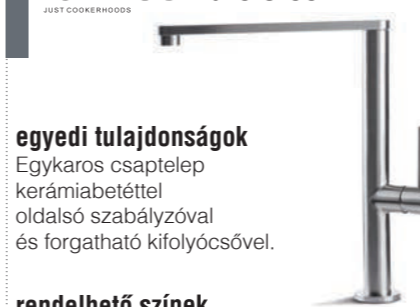 JUST COOKERHOODS
egyedi tulajdonságok
Egykaros csaptelep
kerámiabetéttel
oldalsó szabályzóval
és forgatható kifolyócsővel.
rendelhető színek